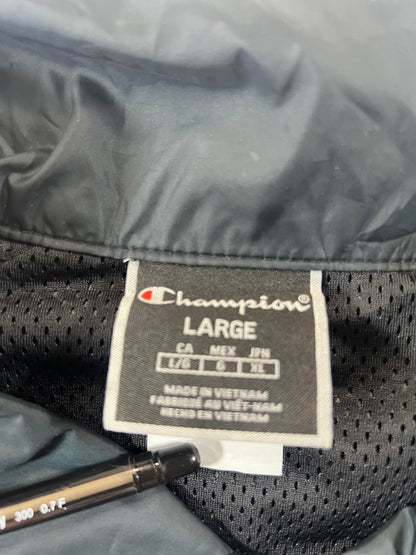 Champion®
LARGE
CA MEX JPN
L/G G XL
MADE IN VIETNAM
FABRIQUÉ AU VIÊT-NAM
HECHO EN VIETNAM
300 0.7 F